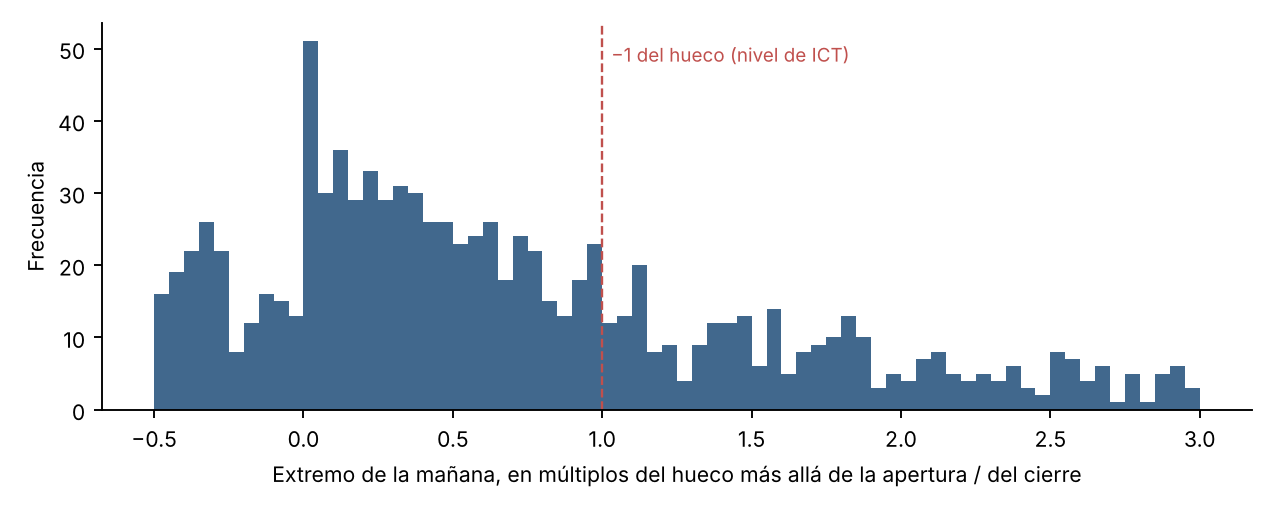 50
40
30
20
10
0
Frecuencia
−1 del hueco (nivel de ICT)
−0.5 0.0 0.5 1.0 1.5 2.0 2.5 3.0
Extremo de la mañana, en múltiplos del hueco más allá de la apertura / del cierre